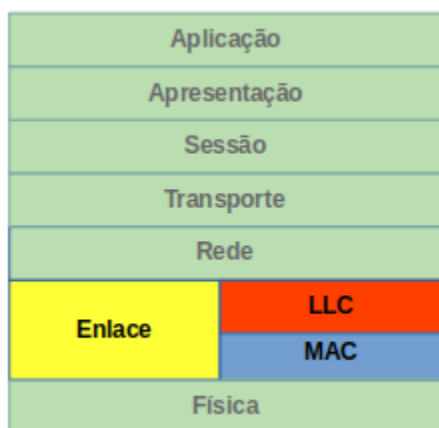 Aplicação
Apresentação
Sessão
Transporte
Rede
Enlace
LLC
MAC
Física